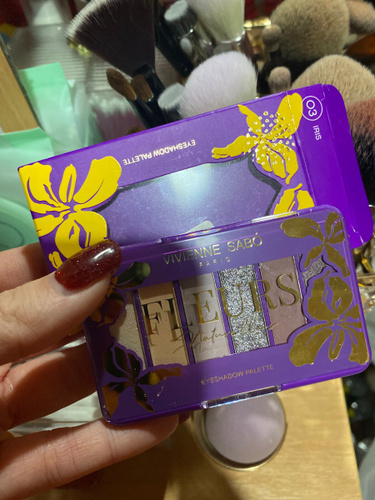 03
IRIS
EYESHADOW PALETTE
VIVIENNE SABÓ
PARIS
FLEURS
EYESHADOW PALETTE